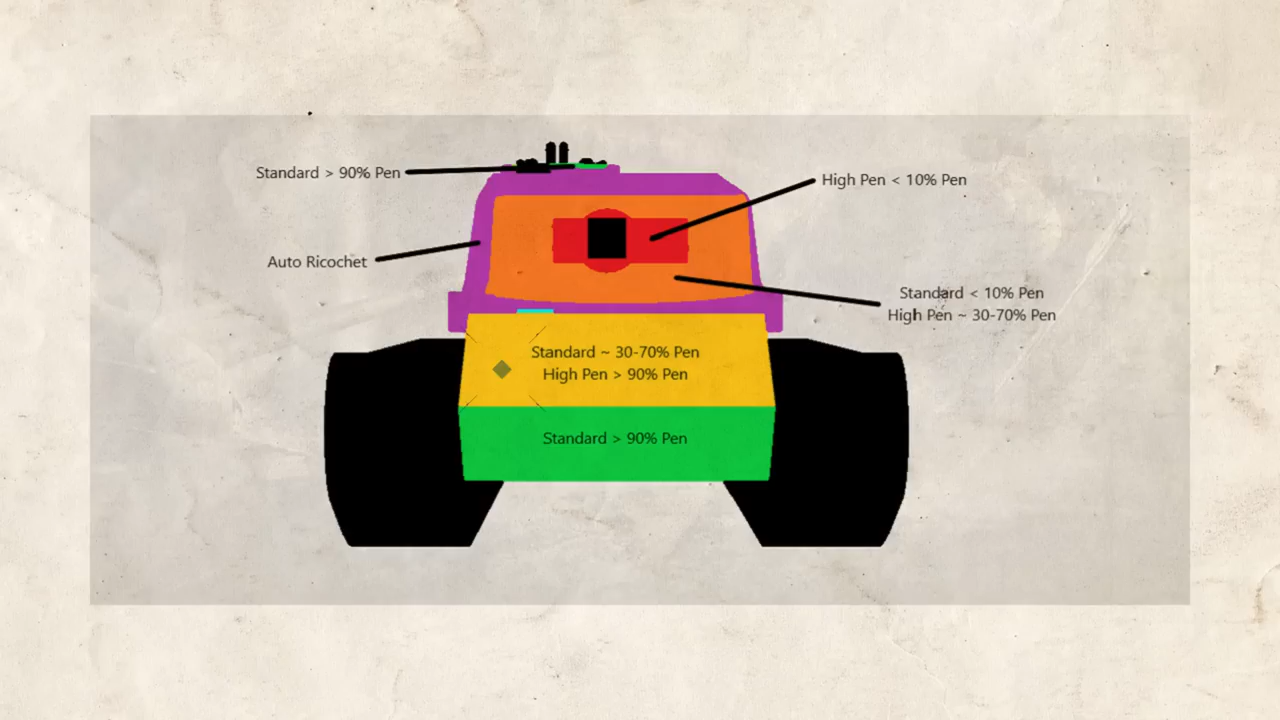 Standard > 90% Pen
High Pen < 10% Pen
Auto Ricochet
Standard < 10% Pen
High Pen ~ 30-70% Pen
Standard ~ 30-70% Pen
High Pen > 90% Pen
Standard > 90% Pen